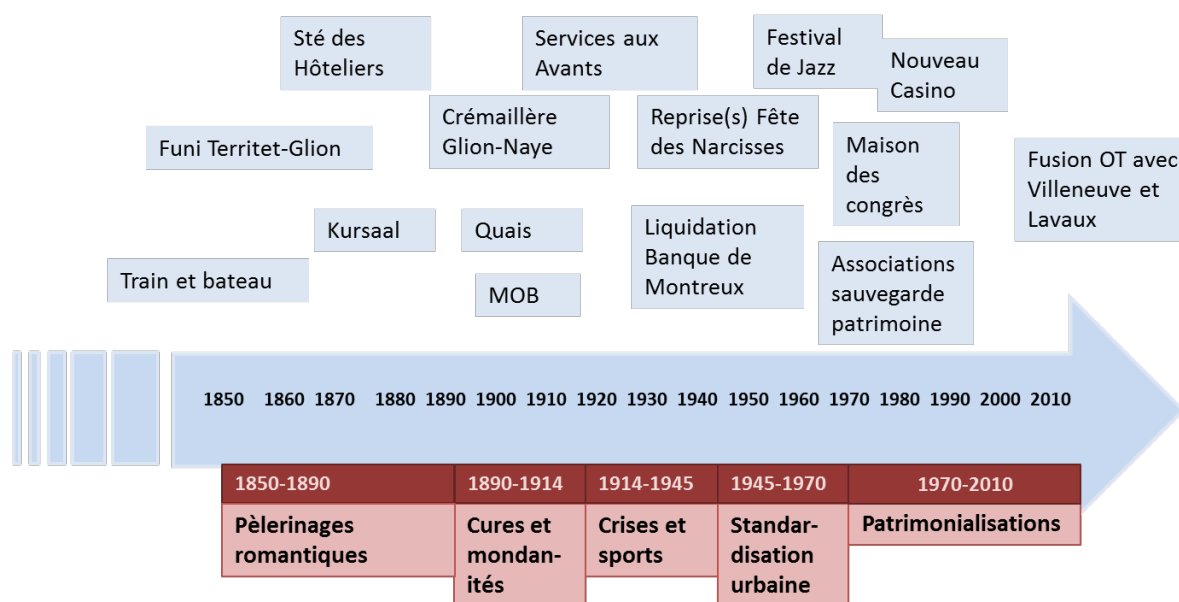 Sté des
Hôteliers
Services aux
Avants
Festival
de Jazz
Nouveau
Casino
Funi Territet-Glion
Crémaillère
Glion-Naye
Reprise(s) Fête
des Narcisses
Maison
des
congrès
Fusion OT avec
Villeneuve et
Lavaux
Kursaal
Quais
Liquidation
Banque de
Montreux
Train et bateau
MOB
Associations
sauvegarde
patrimoine
1850 1860 1870 1880 1890 1900 1910 1920 1930 1940 1950 1960 1970 1980 1990 2000 2010
1850-1890
Pèlerinages
romantiques
1890-1914
Cures et
mondan-
ités
1914-1945
Crises et
sports
1945-1970
Standar-
disation
urbaine
1970-2010
Patrimonialisations